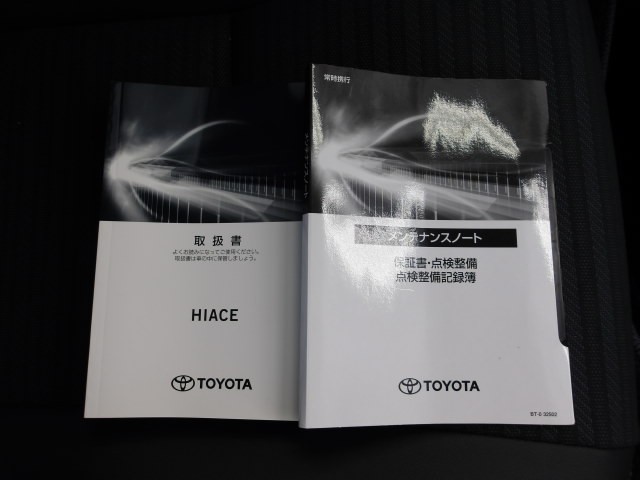 取扱書
よくお読みになってご使用ください。
取扱書は車の中に保管しましょう。
HIACE
TOYOTA
常時携行
メンテナンスノート
保証書・点検整備
点検整備記録簿
TOYOTA